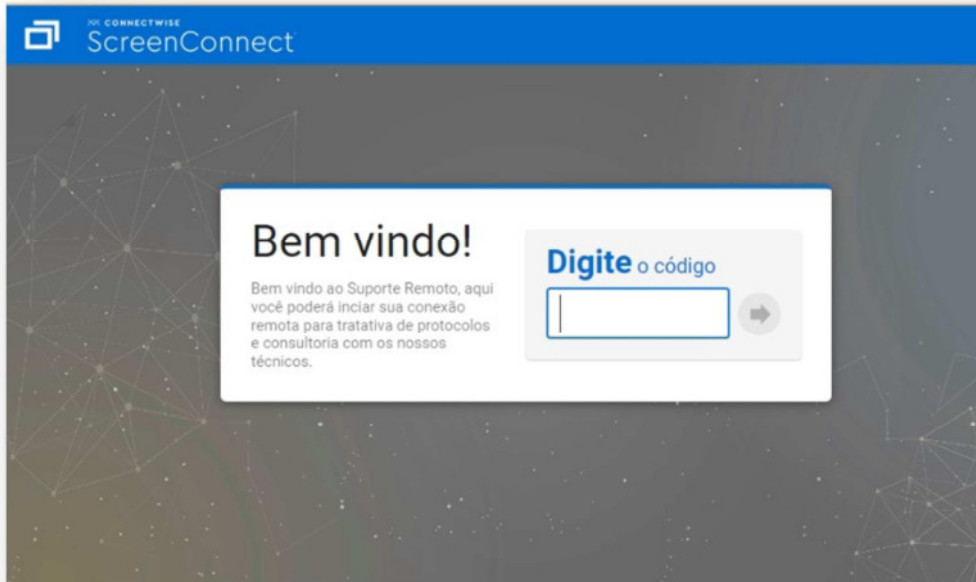 CONNECTWISE
ScreenConnect
Bem vindo!
Bem vindo ao Suporte Remoto, aqui
você poderá inciar sua conexão
remota para tratativa de protocolos
e consultoria com os nossos
técnicos.
Digite o código